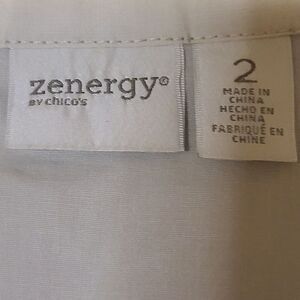 zenergy®
BY chico's
2
MADE IN
CHINA
HECHO EN
CHINA
FABRIQUÉ EN
CHINE